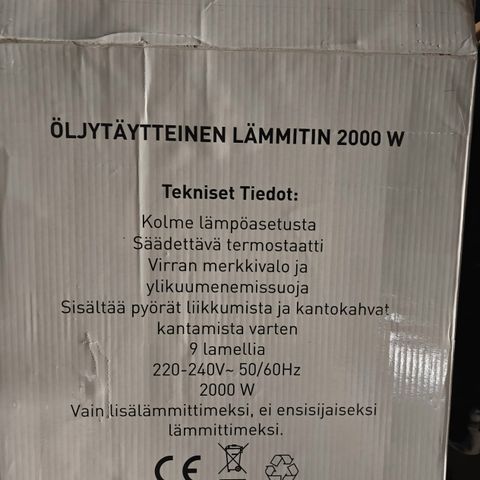 ÖLJYTÄYTTEINEN LÄMMITIN 2000 W
Tekniset Tiedot:
Kolme lämpöasetusta
Säädettävä termostaatti
Virran merkkivalo ja
ylikuumenemissuoja
Sisältää pyörät liikkumista ja kantokahvat
kantamista varten
9 lamellia
220-240V~ 50/60Hz
2000 W
Vain lisälämmittimeksi, ei ensisijaiseksi
lämmittimeksi.
CE